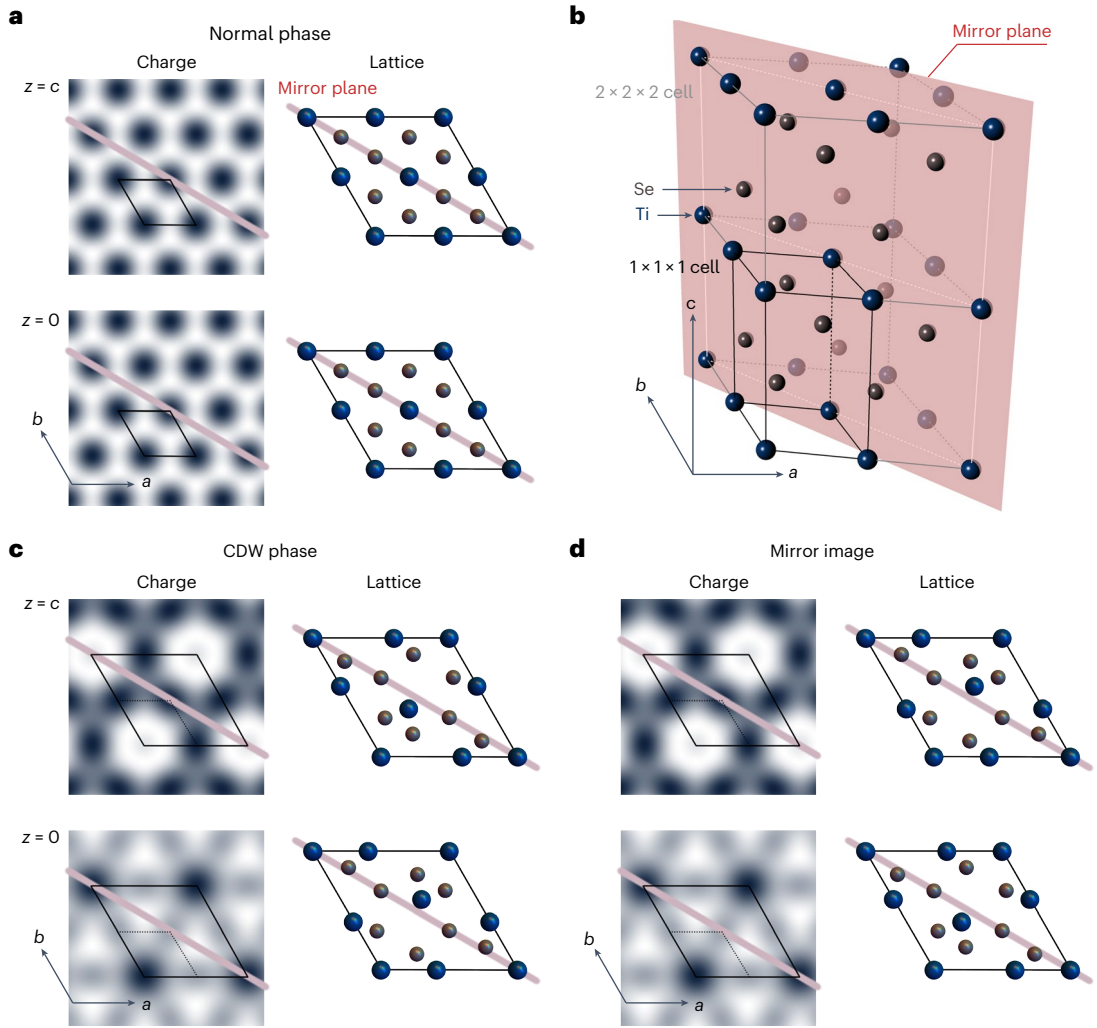 a
Normal phase
Charge
Lattice
z = c
Mirror plane
z = 0
b
a
b
Mirror plane
2 × 2 × 2 cell
Se
Ti
1 × 1 × 1 cell
c
b
a
c
CDW phase
Charge
Lattice
z = c
z = 0
b
a
d
Mirror image
Charge
Lattice
b
a